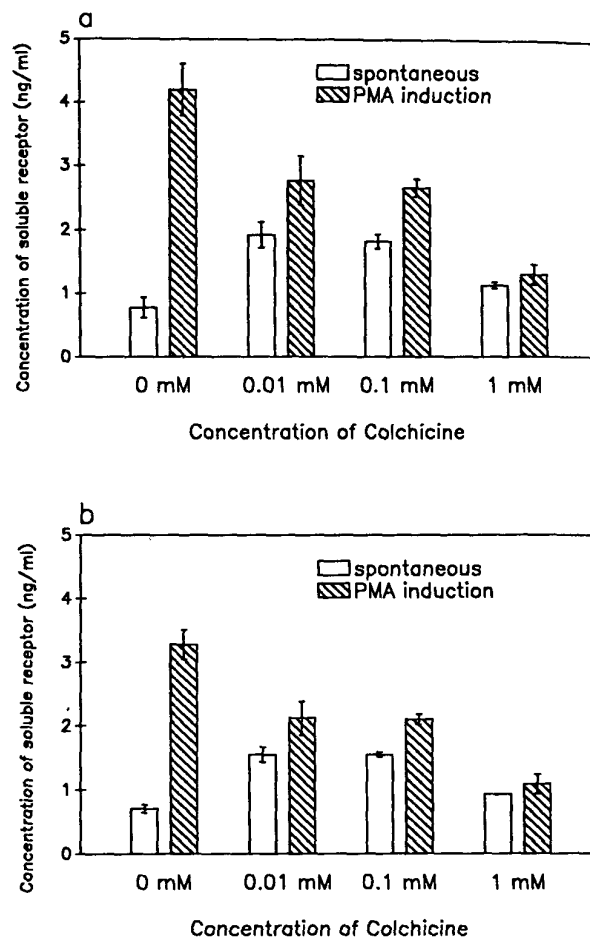 a
Concentration of soluble receptor (ng/ml)
5
4
3
2
1
0
spontaneous
PMA induction
0 mM 0.01 mM 0.1 mM 1 mM
Concentration of Colchicine
b
Concentration of soluble receptor (ng/ml)
5
4
3
2
1
0
spontaneous
PMA induction
0 mM 0.01 mM 0.1 mM 1 mM
Concentration of Colchicine